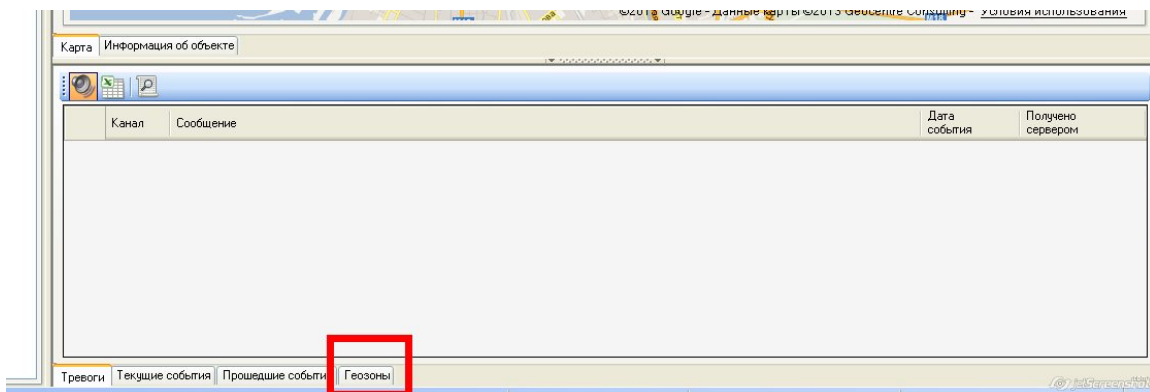 ©2013 Google - Данные карты ©2013 Geocentre Consulting - Условия использования
Карта Информация об объекте
Канал Сообщение Дата события Получено сервером
Тревоги Текущие события Прошедшие событи Геозоны
jetScreenshot